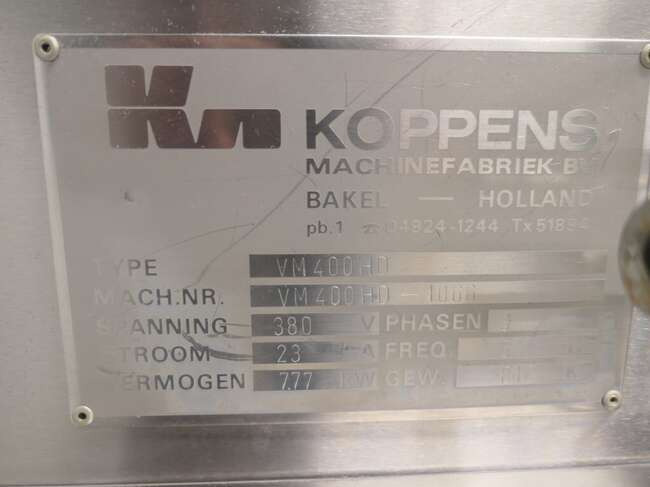 KOPPENS
MACHINEFABRIEK BV
BAKEL — HOLLAND
pb.1 04924-1244 Tx
TYPE VM400HD
MACH.NR. VM400HD –
SPANNING 380 V PHASEN
STROOM 23 A FREQ.
VERMOGEN 7.77 KW GEW.